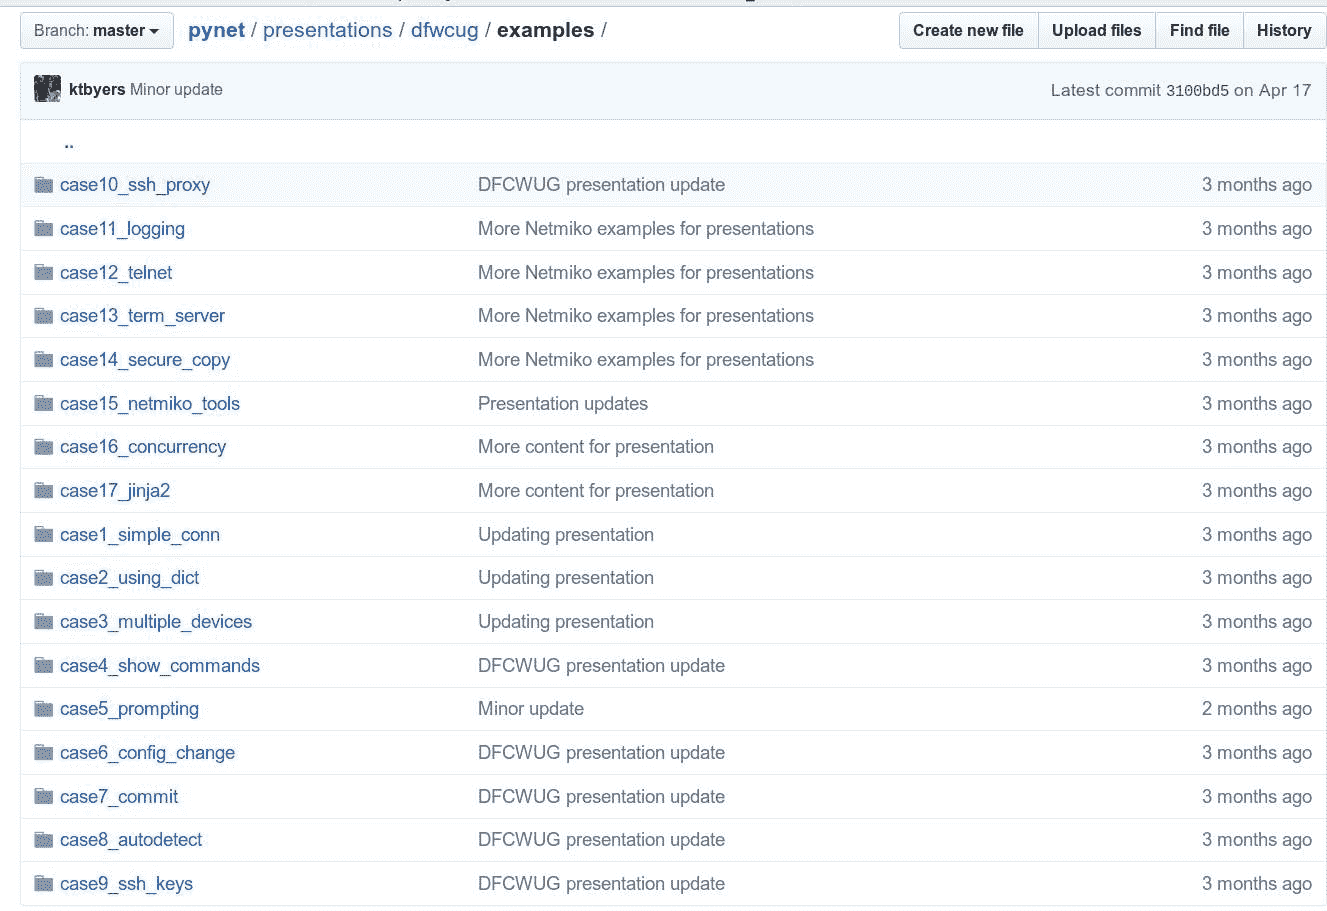 Branch: master pynet / presentations / dfwcug / examples / Create new file Upload files Find file History
ktbyers Minor update Latest commit 3100bd5 on Apr 17
..
case10_ssh_proxy DFCWUG presentation update 3 months ago
case11_logging More Netmiko examples for presentations 3 months ago
case12_telnet More Netmiko examples for presentations 3 months ago
case13_term_server More Netmiko examples for presentations 3 months ago
case14_secure_copy More Netmiko examples for presentations 3 months ago
case15_netmiko_tools Presentation updates 3 months ago
case16_concurrency More content for presentation 3 months ago
case17_jinja2 More content for presentation 3 months ago
case1_simple_conn Updating presentation 3 months ago
case2_using_dict Updating presentation 3 months ago
case3_multiple_devices Updating presentation 3 months ago
case4_show_commands DFCWUG presentation update 3 months ago
case5_prompting Minor update 2 months ago
case6_config_change DFCWUG presentation update 3 months ago
case7_commit DFCWUG presentation update 3 months ago
case8_autodetect DFCWUG presentation update 3 months ago
case9_ssh_keys DFCWUG presentation update 3 months ago